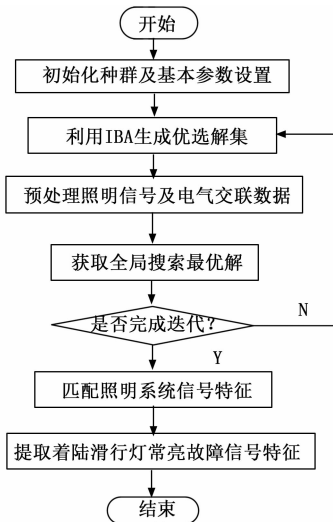 开始
初始化种群及基本参数设置
利用IBA生成优选解集
预处理照明信号及电气交联数据
获取全局搜索最优解
是否完成迭代?
N
Y
匹配照明系统信号特征
提取着陆滑行灯常亮故障信号特征
结束